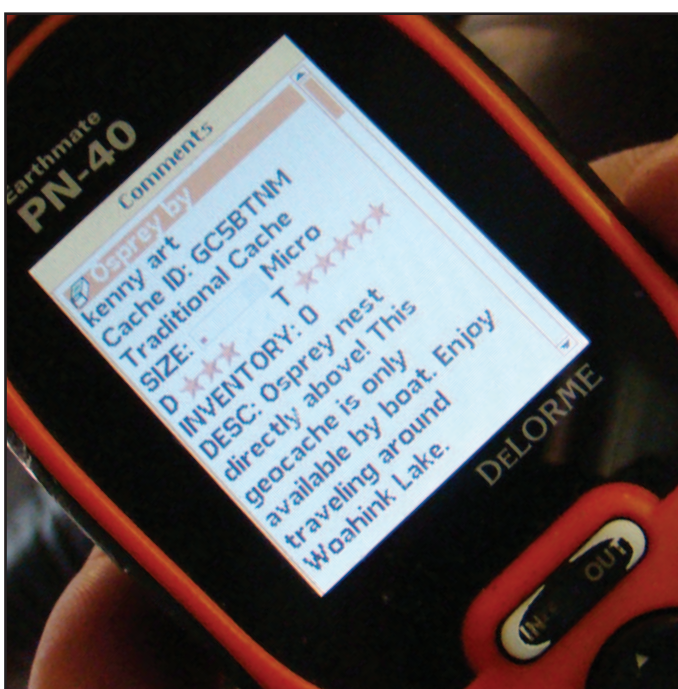 Earthmate
PN-40
Comments
Osprey by
kenny art
Cache ID: GC5BTNM
Traditional Cache
SIZE: Micro
D T
INVENTORY: 0
DESC: Osprey nest
directly above! This
geocache is only
available by boat. Enjoy
traveling around
Woahink Lake.
DELORME
IN OUT